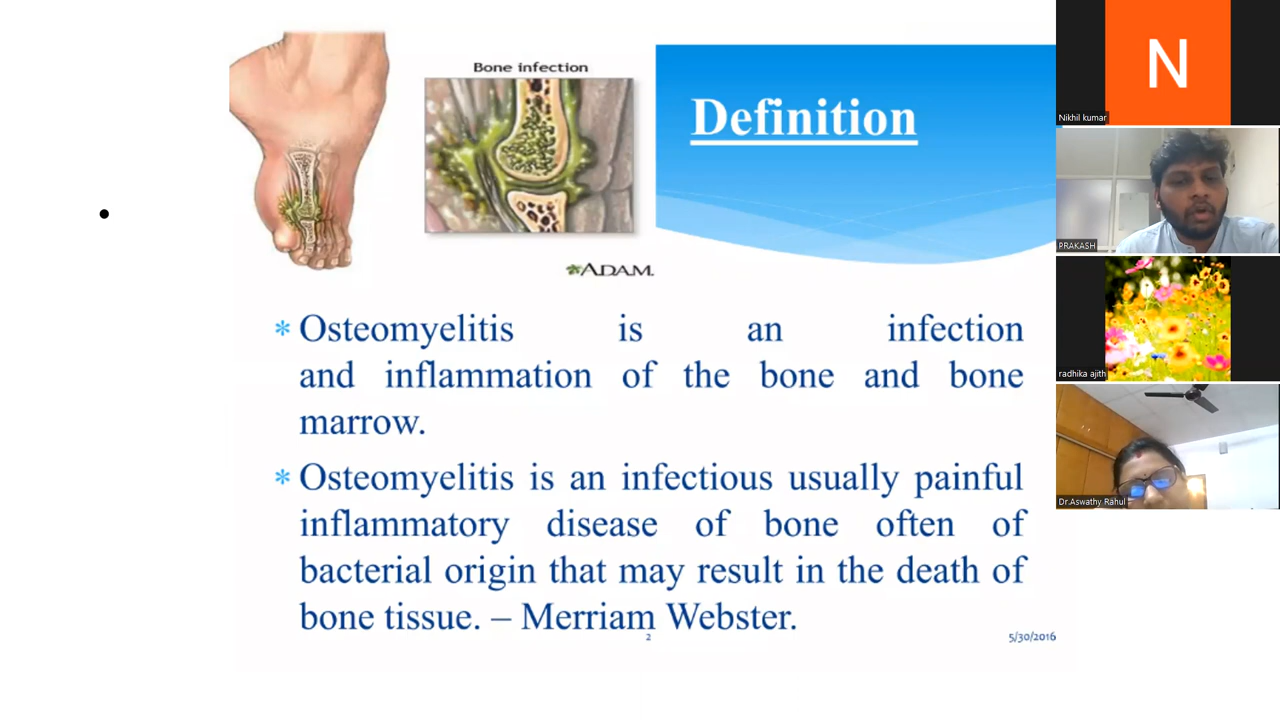 Bone infection
Definition
ADAM.
* Osteomyelitis is an infection
and inflammation of the bone and bone
marrow.
* Osteomyelitis is an infectious usually painful
inflammatory disease of bone often of
bacterial origin that may result in the death of
bone tissue. – Merriam Webster.
2
5/30/2016
N
Nikhil kumar
PRAKASH
radhika ajith
Dr.Aswathy Rahul